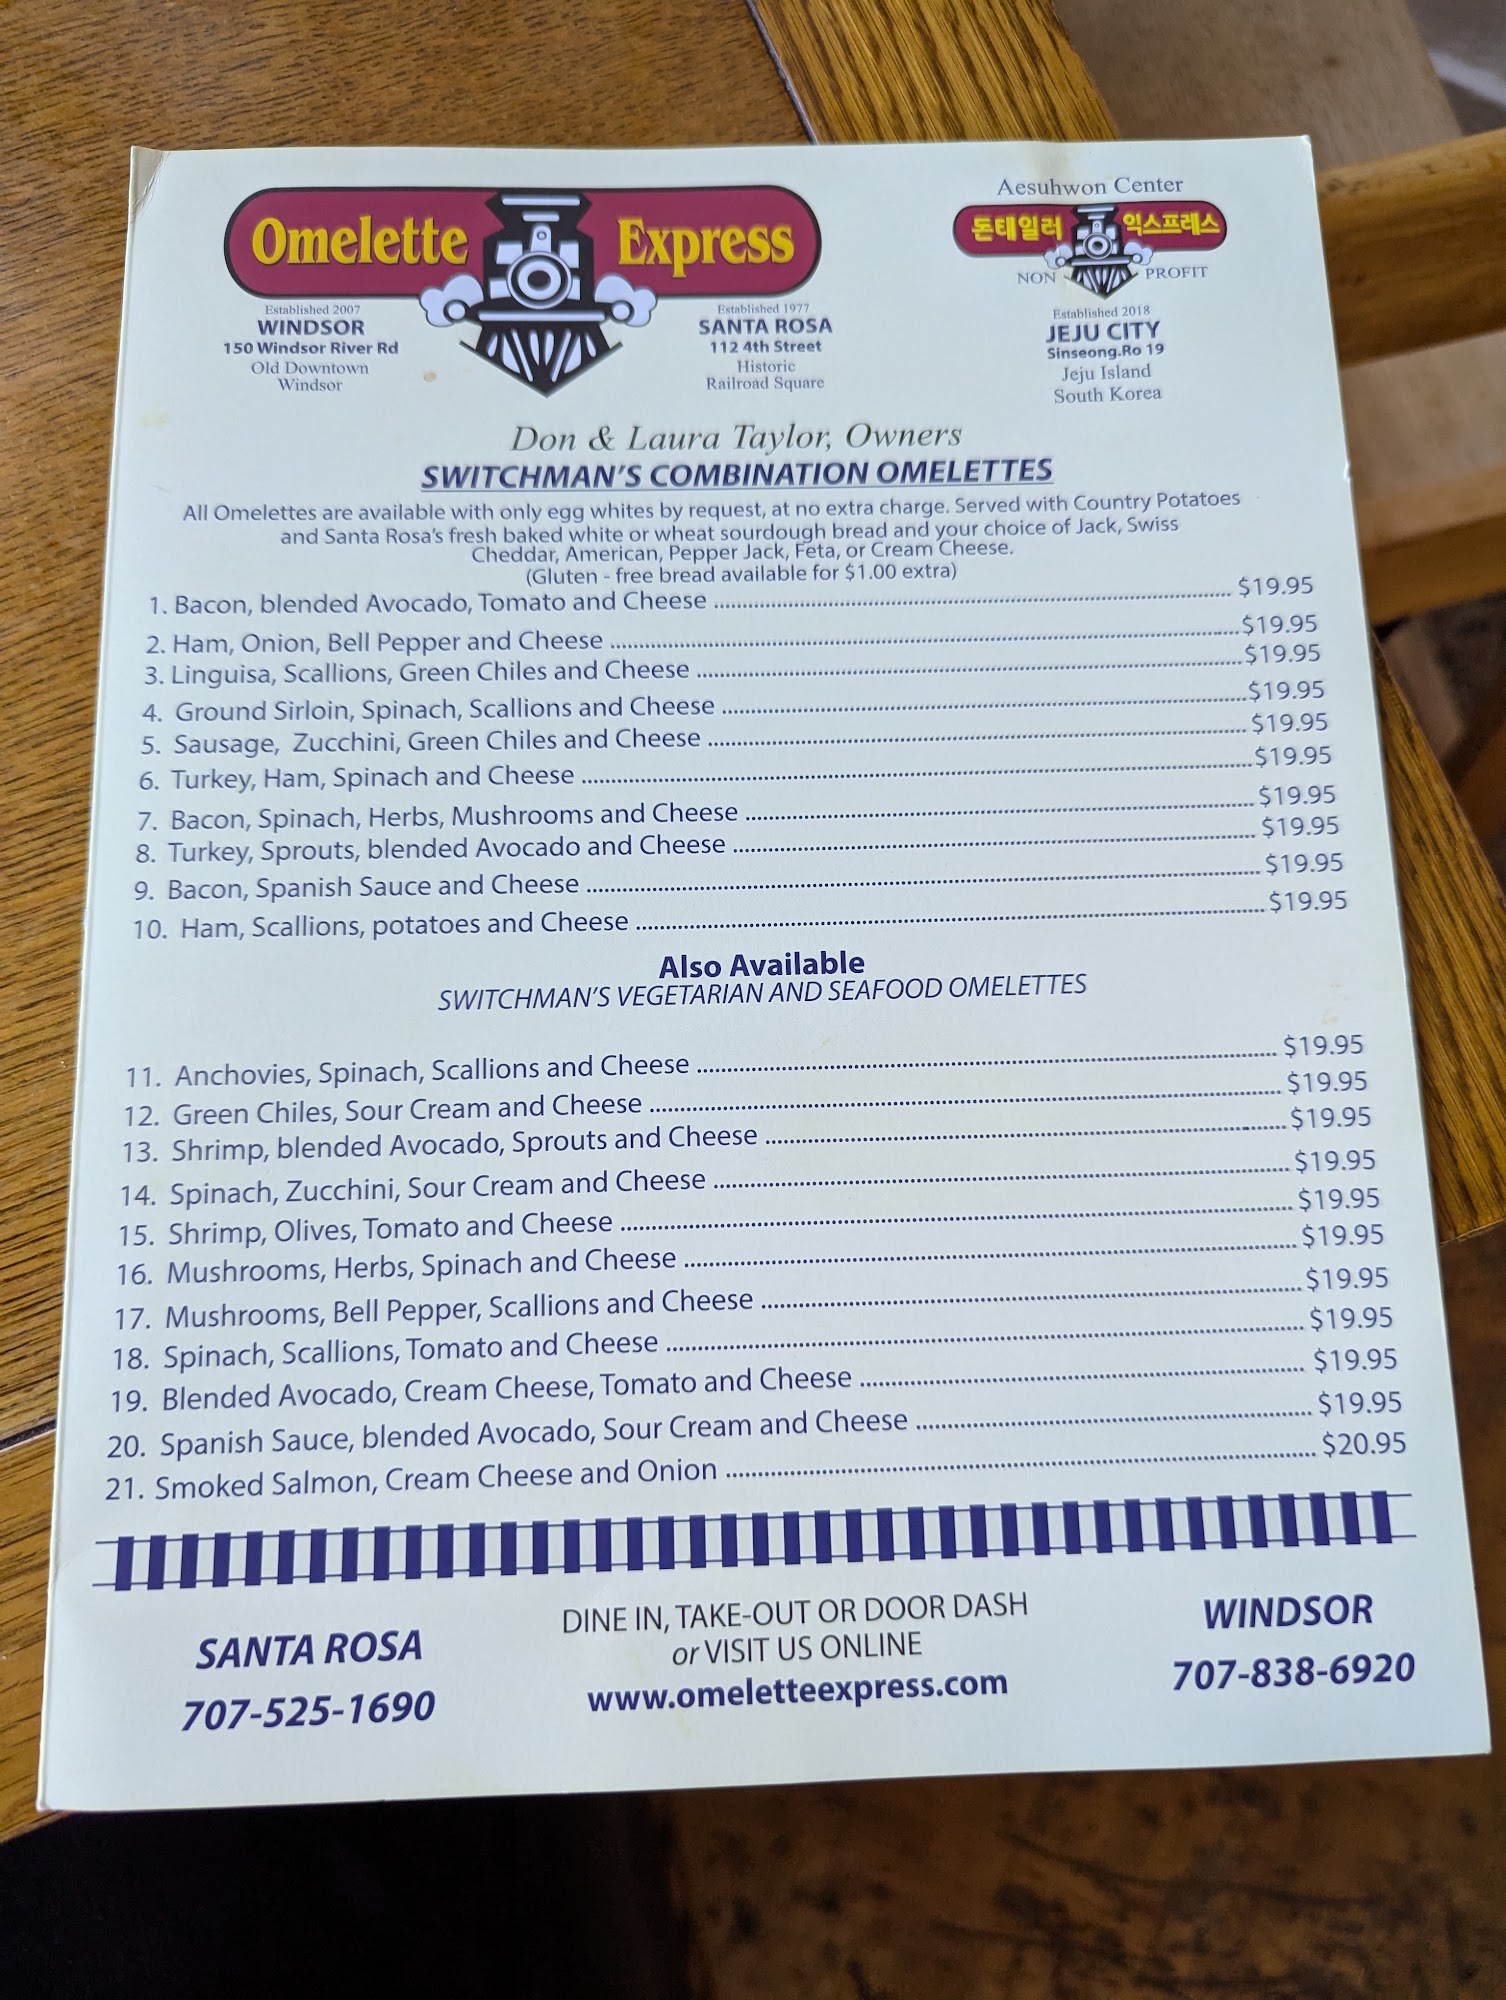 Omelette Express
Established 2007
WINDSOR
150 Windsor River Rd
Old Downtown
Windsor
Established 1977
SANTA ROSA
112 4th Street
Historic
Railroad Square
Aesuhwon Center
돈테일러 익스프레스
NON PROFIT
Established 2018
JEJU CITY
Sinseong.Ro 19
Jeju Island
South Korea
Don & Laura Taylor, Owners
SWITCHMAN'S COMBINATION OMELETTES
All Omelettes are available with only egg whites by request, at no extra charge. Served with Country Potatoes
and Santa Rosa's fresh baked white or wheat sourdough bread and your choice of Jack, Swiss
Cheddar, American, Pepper Jack, Feta, or Cream Cheese.
(Gluten - free bread available for $1.00 extra)
1. Bacon, blended Avocado, Tomato and Cheese $19.95
2. Ham, Onion, Bell Pepper and Cheese $19.95
3. Linguisa, Scallions, Green Chiles and Cheese $19.95
4. Ground Sirloin, Spinach, Scallions and Cheese $19.95
5. Sausage, Zucchini, Green Chiles and Cheese $19.95
6. Turkey, Ham, Spinach and Cheese $19.95
7. Bacon, Spinach, Herbs, Mushrooms and Cheese $19.95
8. Turkey, Sprouts, blended Avocado and Cheese $19.95
9. Bacon, Spanish Sauce and Cheese $19.95
10. Ham, Scallions, potatoes and Cheese $19.95
Also Available
SWITCHMAN'S VEGETARIAN AND SEAFOOD OMELETTES
11. Anchovies, Spinach, Scallions and Cheese $19.95
12. Green Chiles, Sour Cream and Cheese $19.95
13. Shrimp, blended Avocado, Sprouts and Cheese $19.95
14. Spinach, Zucchini, Sour Cream and Cheese $19.95
15. Shrimp, Olives, Tomato and Cheese $19.95
16. Mushrooms, Herbs, Spinach and Cheese $19.95
17. Mushrooms, Bell Pepper, Scallions and Cheese $19.95
18. Spinach, Scallions, Tomato and Cheese $19.95
19. Blended Avocado, Cream Cheese, Tomato and Cheese $19.95
20. Spanish Sauce, blended Avocado, Sour Cream and Cheese $19.95
21. Smoked Salmon, Cream Cheese and Onion $20.95
SANTA ROSA
707-525-1690
DINE IN, TAKE-OUT OR DOOR DASH
or VISIT US ONLINE
www.omeletteexpress.com
WINDSOR
707-838-6920